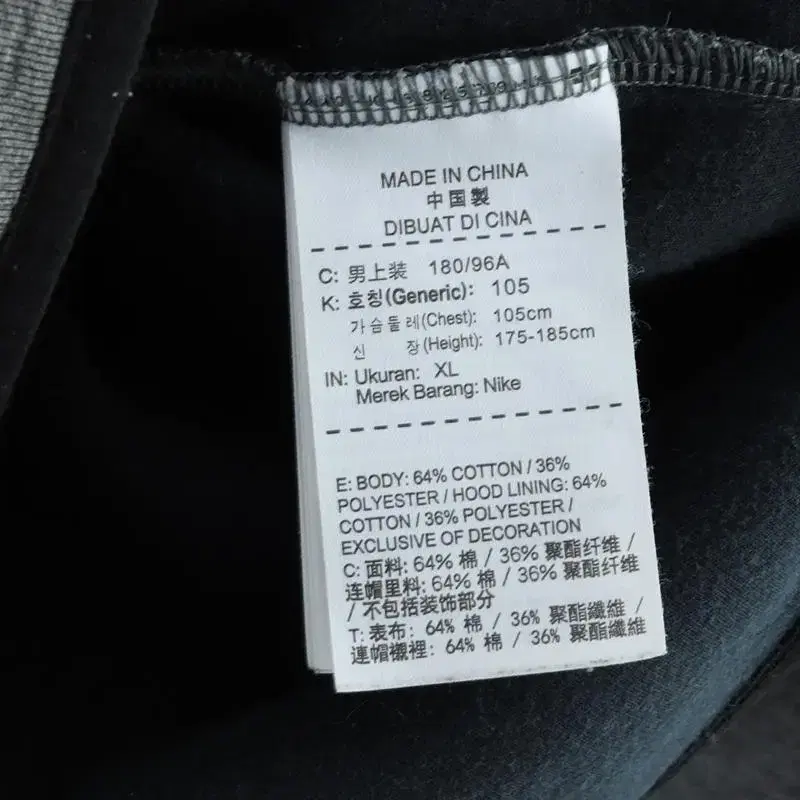 MADE IN CHINA
中国製
DIBUAT DI CINA
C: 男上装 180/96A
K: 호칭(Generic): 105
가슴둘레(Chest): 105cm
신 장(Height): 175-185cm
IN: Ukuran: XL
Merek Barang: Nike
E: BODY: 64% COTTON / 36%
POLYESTER / HOOD LINING: 64%
COTTON / 36% POLYESTER /
EXCLUSIVE OF DECORATION
C: 面料: 64% 棉 / 36% 聚酯纤维 /
连帽里料: 64% 棉 / 36% 聚酯纤维
/ 不包括装饰部分
T: 表布: 64% 棉 / 36% 聚酯纖維 /
連帽襯裡: 64% 棉 / 36% 聚酯纖維